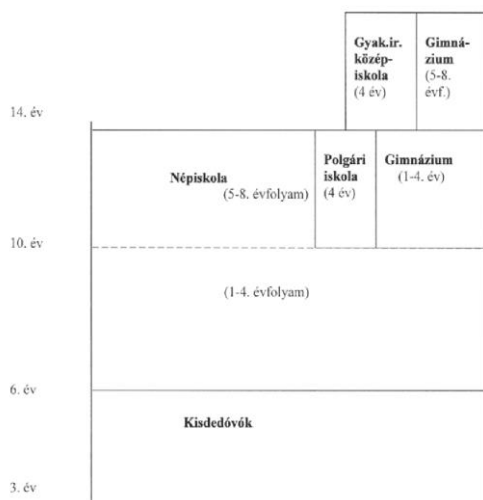 Gyak.ir.
közép-
iskola
(4 év)
Gimná-
zium
(5-8.
évf.)
14. év
Népiskola
(5-8. évfolyam)
Polgári
iskola
(4 év)
Gimnázium
(1-4. év)
10. év
(1-4. évfolyam)
6. év
Kisdedóvók
3. év